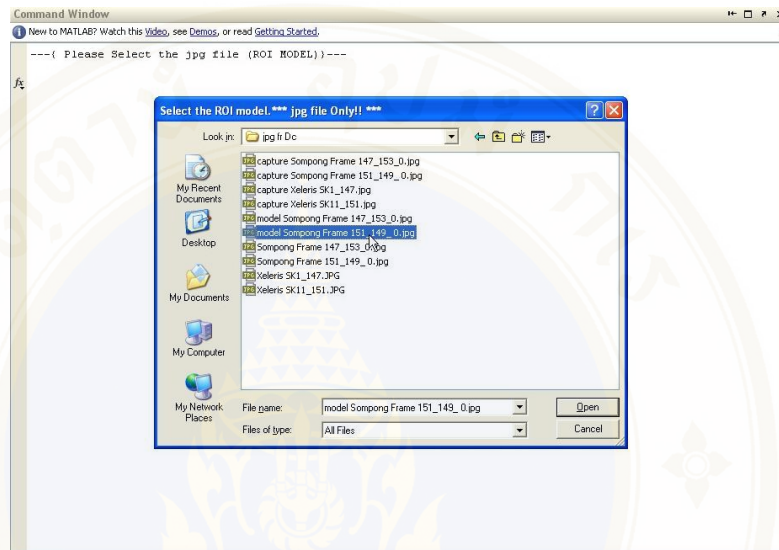 Command Window
New to MATLAB? Watch this Video, see Demos, or read Getting Started.
---{ Please Select the jpg file (ROI MODEL)}---
fx
Select the ROI model.*** jpg file Only!! ***
Look in:
jpg fr Dc
My Recent Documents
Desktop
My Documents
My Computer
My Network Places
capture Sompong Frame 147_153_0.jpg
capture Sompong Frame 151_149_ 0.jpg
capture Xeleris SK1_147.jpg
capture Xeleris SK11_151.jpg
model Sompong Frame 147_153_0.jpg
model Sompong Frame 151_149_ 0.jpg
Sompong Frame 147_153_0.jpg
Sompong Frame 151_149_ 0.jpg
Xeleris SK1_147.JPG
Xeleris SK11_151.JPG
File name:
model Sompong Frame 151_149_ 0.jpg
Open
Files of type:
All Files
Cancel